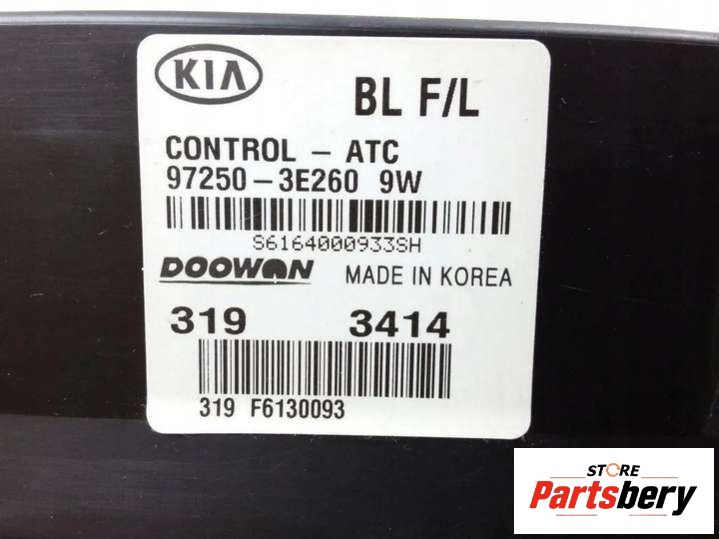 KIA
BL F/L
CONTROL – ATC
97250 – 3E260 9W
S6164000933SH
DOOWON MADE IN KOREA
319 3414
319 F6130093
STORE
Partsbery